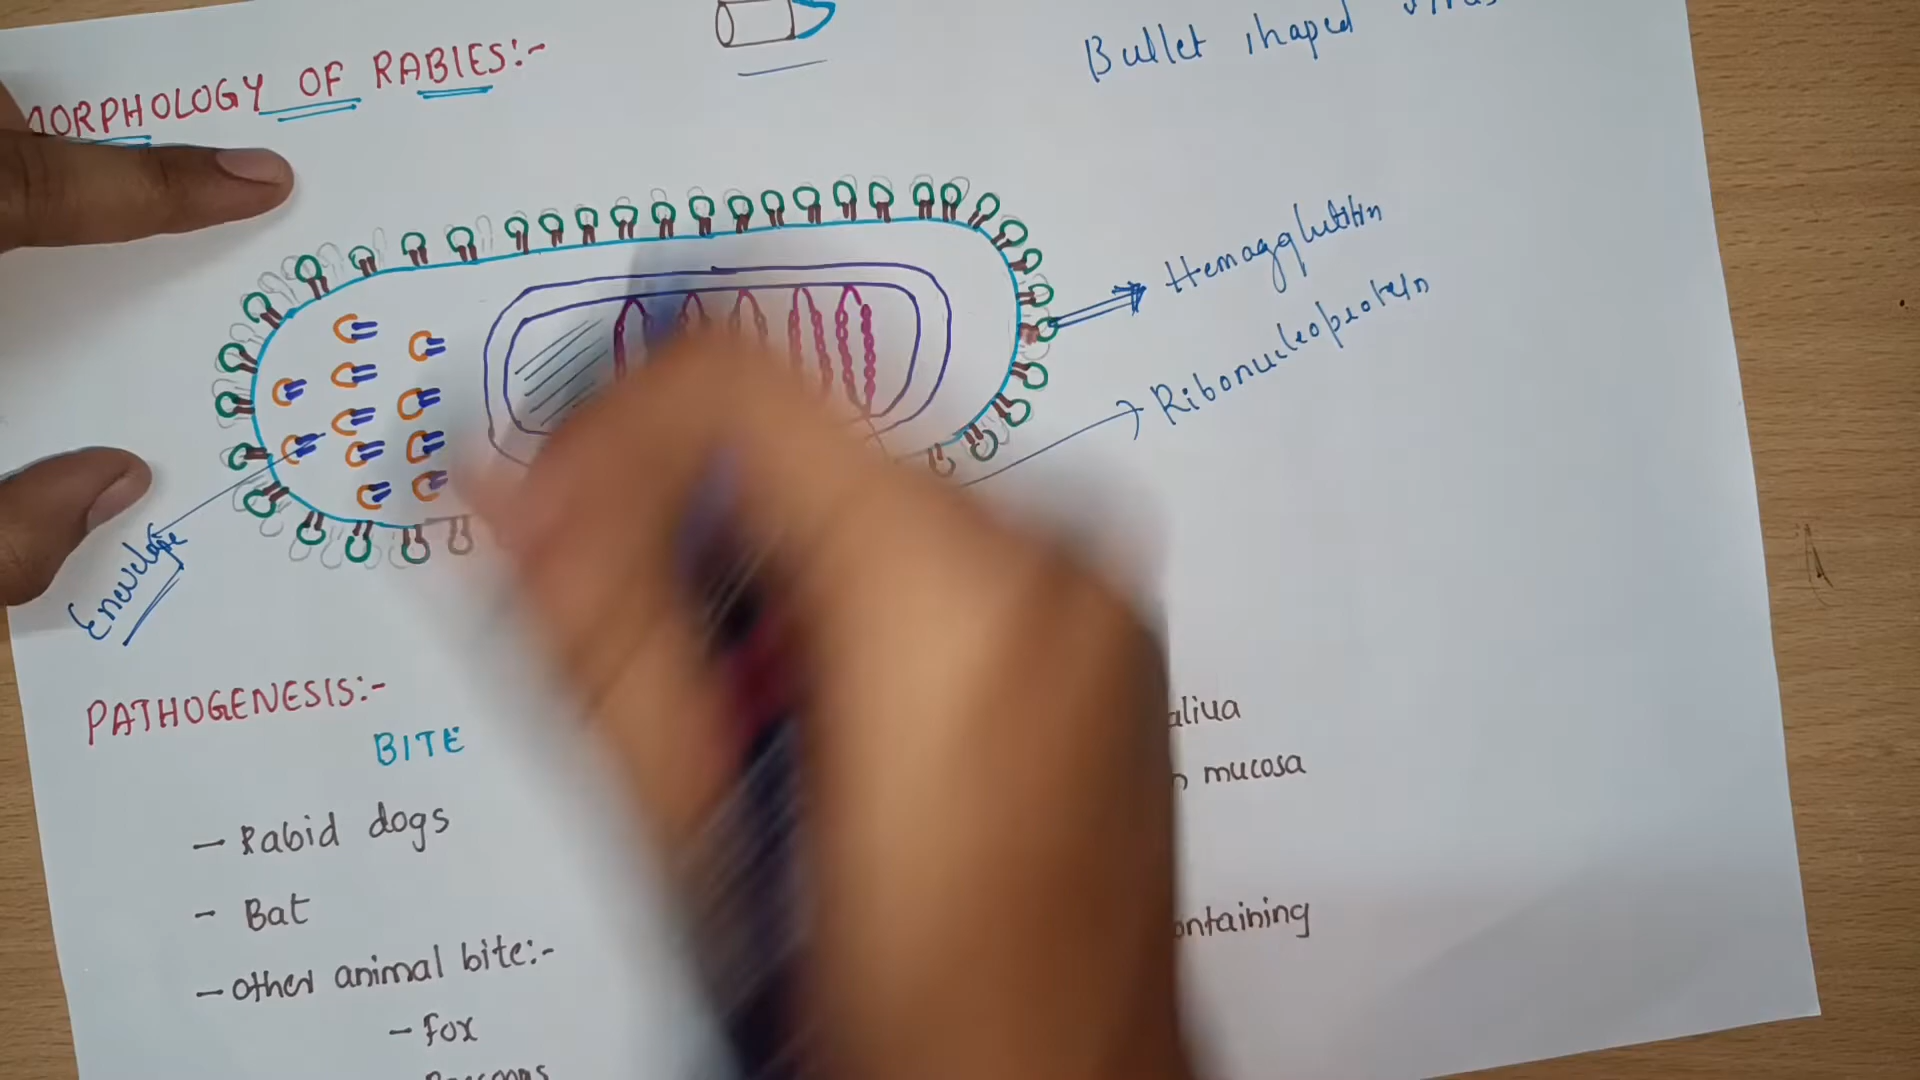 MORPHOLOGY OF RABIES:-
Bullet shaped
Hemagglutitin
Ribonucleoprotein
Envelope
PATHOGENESIS:-
BITE
aliva
mucosa
- Rabid dogs
- Bat
ontaining
- Other animal bite:-
- Fox